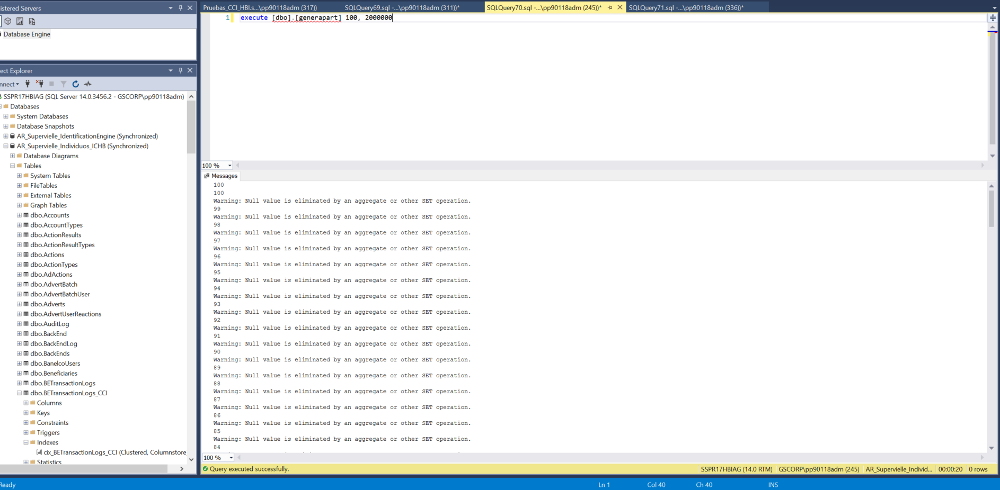 istered Servers
Database Engine
ect Explorer
nnect
SSPR17HBIAG (SQL Server 14.0.3456.2 - GSCORP\pp90118adm)
Databases
System Databases
Database Snapshots
AR_Supervielle_IdentificationEngine (Synchronized)
AR_Supervielle_Individuos_ICHB (Synchronized)
Database Diagrams
Tables
System Tables
FileTables
External Tables
Graph Tables
dbo.Accounts
dbo.AccountTypes
dbo.ActionResults
dbo.ActionResultTypes
dbo.Actions
dbo.ActionTypes
dbo.AdActions
dbo.AdvertBatch
dbo.AdvertBatchUser
dbo.Adverts
dbo.AdvertUserReactions
dbo.AuditLog
dbo.BackEnd
dbo.BackEndLog
dbo.BackEnds
dbo.BanelcoUsers
dbo.Beneficiaries
dbo.BETransactionLogs
dbo.BETransactionLogs_CCI
Columns
Keys
Constraints
Triggers
Indexes
cix_BETransactionLogs_CCI (Clustered, Columnstore
Statistics
Pruebas_CCI_HBI.s...\pp90118adm (317)) SQLQuery69.sql -...\pp90118adm (311))* SQLQuery70.sql -...\pp90118adm (245))* SQLQuery71.sql -...\pp90118adm (336))*
1 execute [dbo].[generapart] 100, 2000000
100 %
Messages
100
100
Warning: Null value is eliminated by an aggregate or other SET operation.
99
Warning: Null value is eliminated by an aggregate or other SET operation.
98
Warning: Null value is eliminated by an aggregate or other SET operation.
97
Warning: Null value is eliminated by an aggregate or other SET operation.
96
Warning: Null value is eliminated by an aggregate or other SET operation.
95
Warning: Null value is eliminated by an aggregate or other SET operation.
94
Warning: Null value is eliminated by an aggregate or other SET operation.
93
Warning: Null value is eliminated by an aggregate or other SET operation.
92
Warning: Null value is eliminated by an aggregate or other SET operation.
91
Warning: Null value is eliminated by an aggregate or other SET operation.
90
Warning: Null value is eliminated by an aggregate or other SET operation.
89
Warning: Null value is eliminated by an aggregate or other SET operation.
88
Warning: Null value is eliminated by an aggregate or other SET operation.
87
Warning: Null value is eliminated by an aggregate or other SET operation.
86
Warning: Null value is eliminated by an aggregate or other SET operation.
85
Warning: Null value is eliminated by an aggregate or other SET operation.
84
100 %
Query executed successfully. SSPR17HBIAG (14.0 RTM) GSCORP\pp90118adm (245) AR_Supervielle_Individ... 00:00:20 0 rows
Ready Ln 1 Col 40 Ch 40 INS